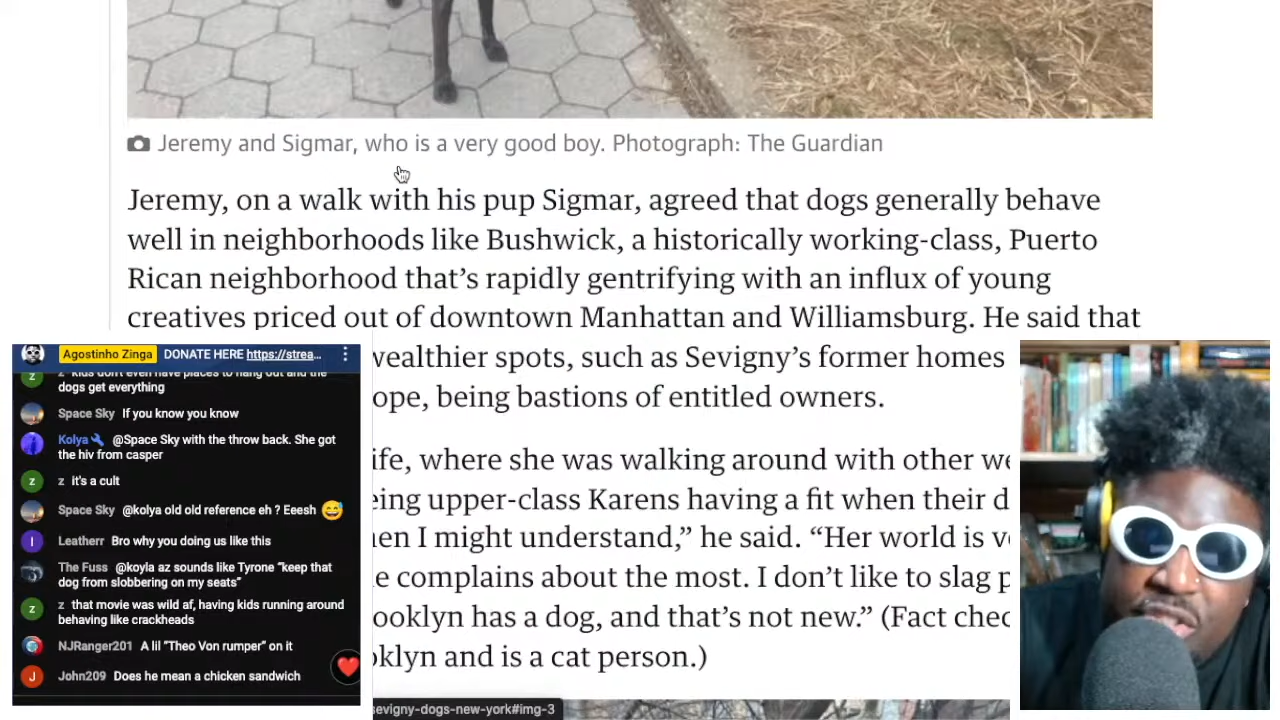 Jeremy and Sigmar, who is a very good boy. Photograph: The Guardian
Jeremy, on a walk with his pup Sigmar, agreed that dogs generally behave
well in neighborhoods like Bushwick, a historically working-class, Puerto
Rican neighborhood that’s rapidly gentrifying with an influx of young
creatives priced out of downtown Manhattan and Williamsburg. He said that
wealthier spots, such as Sevigny’s former homes
ope, being bastions of entitled owners.
ife, where she was walking around with other we
eing upper-class Karens having a fit when their d
en I might understand,” he said. “Her world is v
e complains about the most. I don’t like to slag p
ooklyn has a dog, and that’s not new.” (Fact chec
oklyn and is a cat person.)
sevigny-dogs-new-york#img-3
Agostinho Zinga DONATE HERE https://strea...
z kids don't even have places to hang out and the
dogs get everything
Space Sky If you know you know
Kolya @Space Sky with the throw back. She got
the hiv from casper
z it's a cult
Space Sky @kolya old old reference eh ? Eeesh
Leatherr Bro why you doing us like this
The Fuss @koyla az sounds like Tyrone “keep that
dog from slobbering on my seats”
z that movie was wild af, having kids running around
behaving like crackheads
NJRanger201 A lil “Theo Von rumper” on it
John209 Does he mean a chicken sandwich